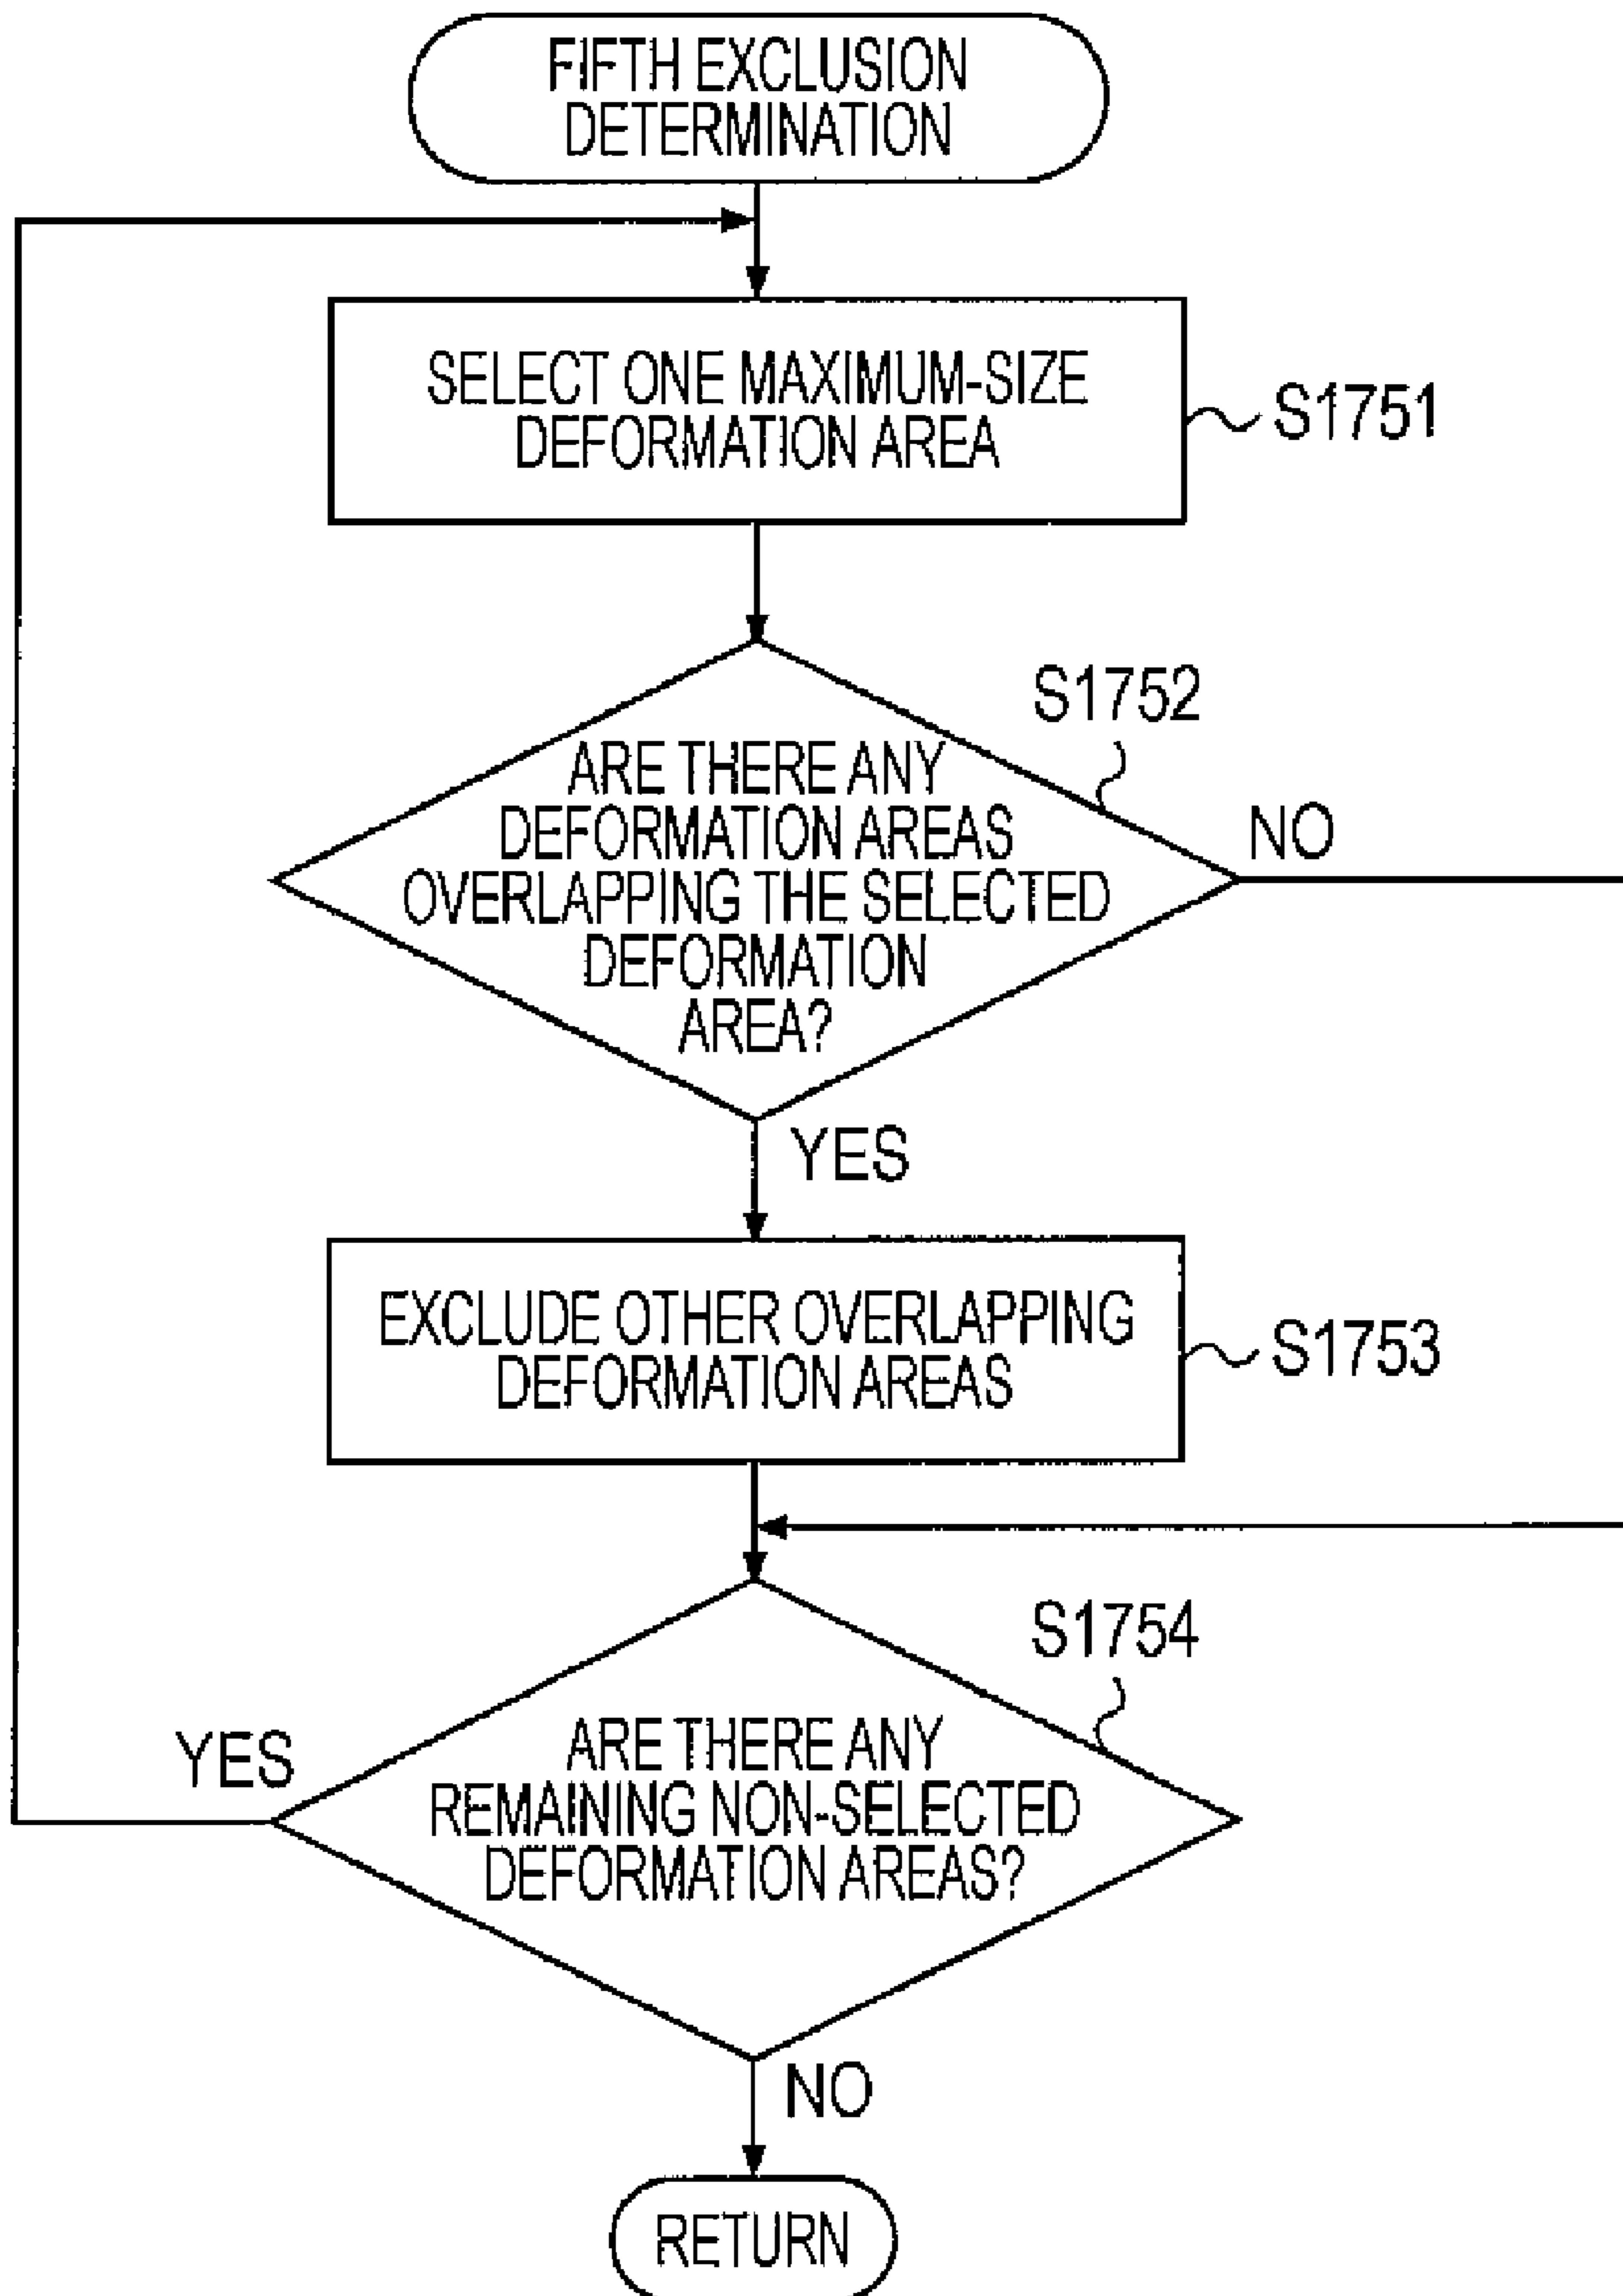 FIFTH EXCLUSION
DETERMINATION
SELECT ONE MAXIMUM-SIZE
DEFORMATION AREA
S1751
S1752
ARE THERE ANY
DEFORMATION AREAS
OVERLAPPING THE SELECTED
DEFORMATION
AREA?
NO
YES
EXCLUDE OTHER OVERLAPPING
DEFORMATION AREAS
S1753
S1754
ARE THERE ANY
REMAINING NON-SELECTED
DEFORMATION AREAS?
YES
NO
RETURN